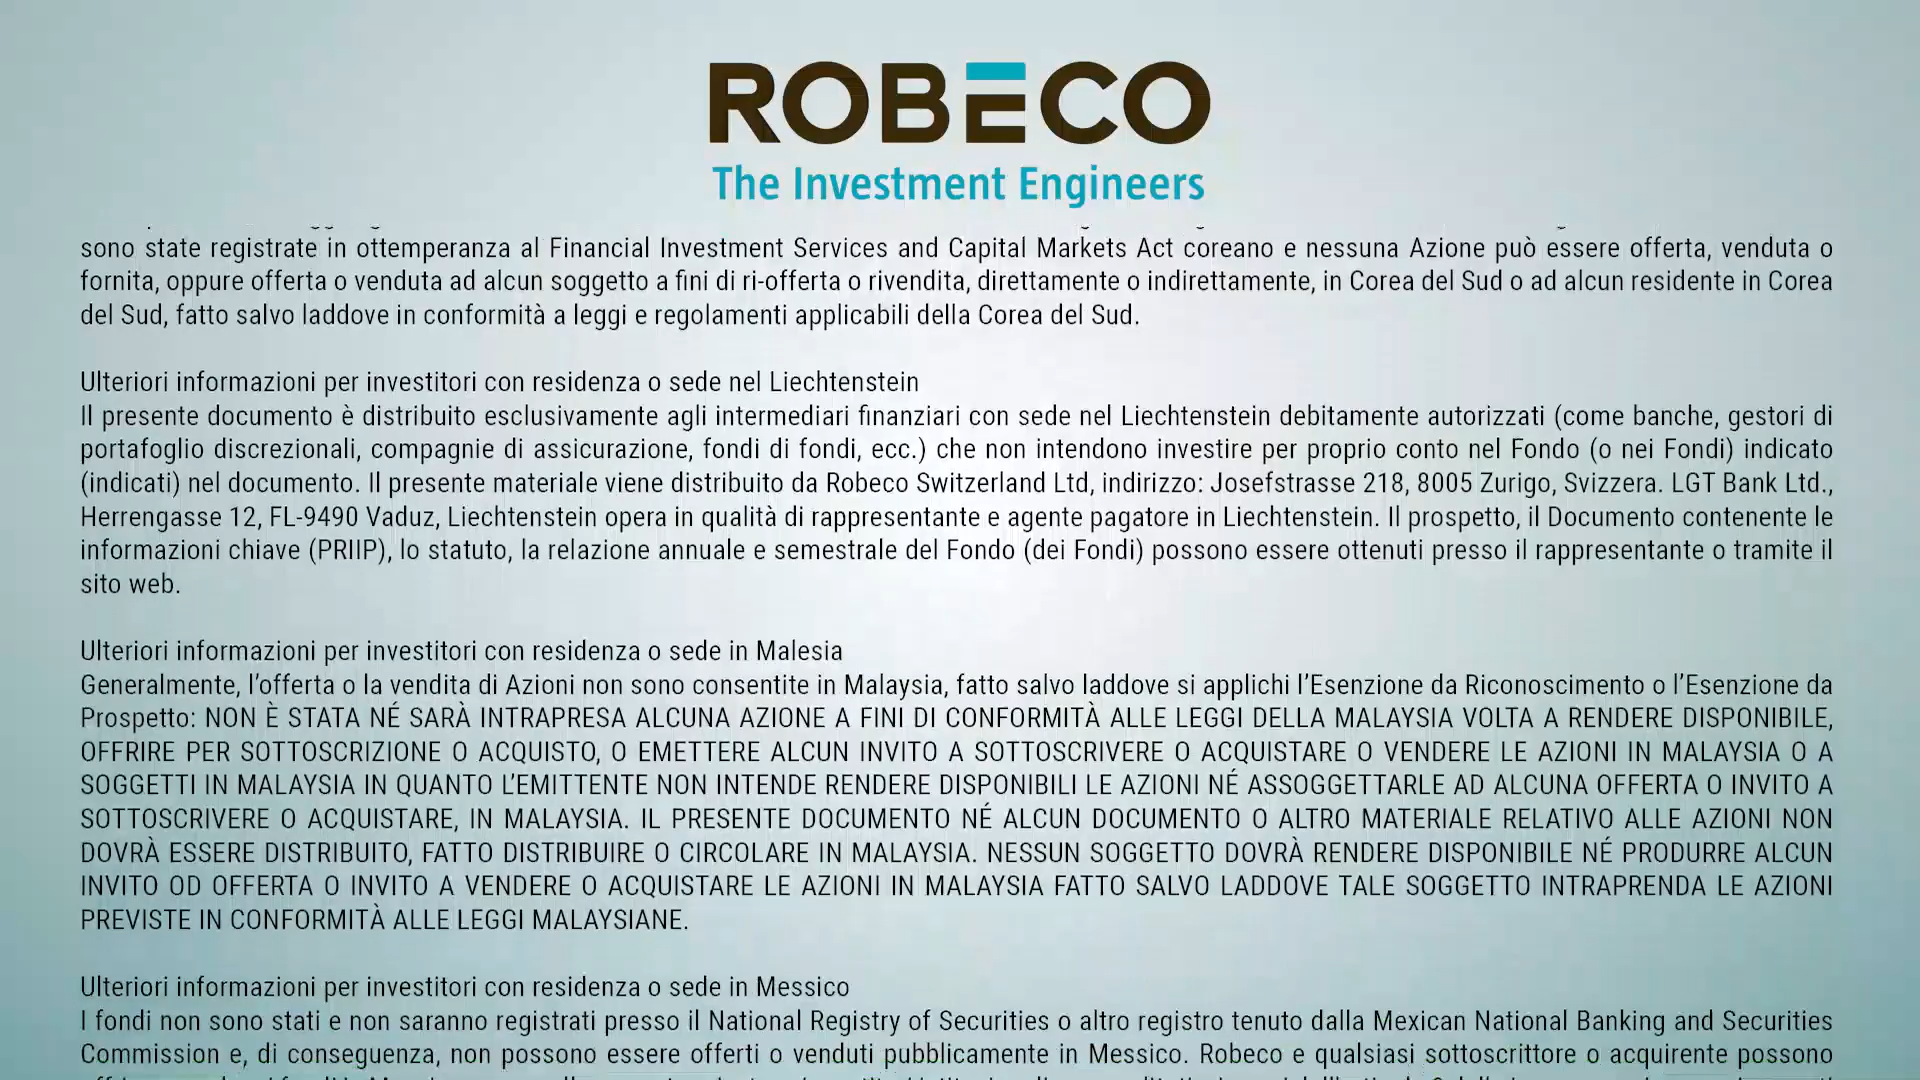 ROBECO
The Investment Engineers
sono state registrate in ottemperanza al Financial Investment Services and Capital Markets Act coreano e nessuna Azione può essere offerta, venduta o
fornita, oppure offerta o venduta ad alcun soggetto a fini di ri-offerta o rivendita, direttamente o indirettamente, in Corea del Sud o ad alcun residente in Corea
del Sud, fatto salvo laddove in conformità a leggi e regolamenti applicabili della Corea del Sud.
Ulteriori informazioni per investitori con residenza o sede nel Liechtenstein
Il presente documento è distribuito esclusivamente agli intermediari finanziari con sede nel Liechtenstein debitamente autorizzati (come banche, gestori di
portafoglio discrezionali, compagnie di assicurazione, fondi di fondi, ecc.) che non intendono investire per proprio conto nel Fondo (o nei Fondi) indicato
(indicati) nel documento. Il presente materiale viene distribuito da Robeco Switzerland Ltd, indirizzo: Josefstrasse 218, 8005 Zurigo, Svizzera. LGT Bank Ltd.,
Herrengasse 12, FL-9490 Vaduz, Liechtenstein opera in qualità di rappresentante e agente pagatore in Liechtenstein. Il prospetto, il Documento contenente le
informazioni chiave (PRIIP), lo statuto, la relazione annuale e semestrale del Fondo (dei Fondi) possono essere ottenuti presso il rappresentante o tramite il
sito web.
Ulteriori informazioni per investitori con residenza o sede in Malesia
Generalmente, l’offerta o la vendita di Azioni non sono consentite in Malaysia, fatto salvo laddove si applichi l’Esenzione da Riconoscimento o l’Esenzione da
Prospetto: NON È STATA NÉ SARÀ INTRAPRESA ALCUNA AZIONE A FINI DI CONFORMITÀ ALLE LEGGI DELLA MALAYSIA VOLTA A RENDERE DISPONIBILE,
OFFRIRE PER SOTTOSCRIZIONE O ACQUISTO, O EMETTERE ALCUN INVITO A SOTTOSCRIVERE O ACQUISTARE O VENDERE LE AZIONI IN MALAYSIA O A
SOGGETTI IN MALAYSIA IN QUANTO L’EMITTENTE NON INTENDE RENDERE DISPONIBILI LE AZIONI NÉ ASSOGGETTARLE AD ALCUNA OFFERTA O INVITO A
SOTTOSCRIVERE O ACQUISTARE, IN MALAYSIA. IL PRESENTE DOCUMENTO NÉ ALCUN DOCUMENTO O ALTRO MATERIALE RELATIVO ALLE AZIONI NON
DOVRÀ ESSERE DISTRIBUITO, FATTO DISTRIBUIRE O CIRCOLARE IN MALAYSIA. NESSUN SOGGETTO DOVRÀ RENDERE DISPONIBILE NÉ PRODURRE ALCUN
INVITO OD OFFERTA O INVITO A VENDERE O ACQUISTARE LE AZIONI IN MALAYSIA FATTO SALVO LADDOVE TALE SOGGETTO INTRAPRENDA LE AZIONI
PREVISTE IN CONFORMITÀ ALLE LEGGI MALAYSIANE.
Ulteriori informazioni per investitori con residenza o sede in Messico
I fondi non sono stati e non saranno registrati presso il National Registry of Securities o altro registro tenuto dalla Mexican National Banking and Securities
Commission e, di conseguenza, non possono essere offerti o venduti pubblicamente in Messico. Robeco e qualsiasi sottoscrittore o acquirente possono